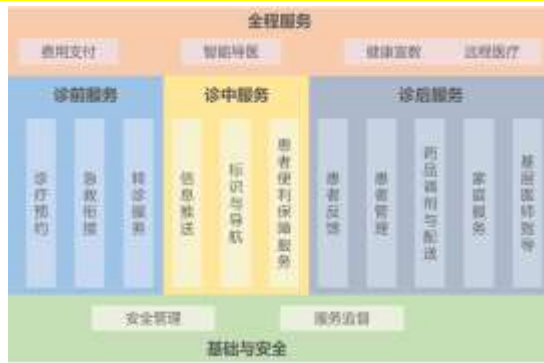 全程服务
费用支付 智能导医 健康宣教 远程医疗
诊前服务 诊中服务 诊后服务
诊疗预约
急救衔接
转诊服务
信息推送
标识与导航
患者便利保障服务
患者反馈
患者管理
药品调剂与配送
家庭服务
基层医师指导
安全管理 服务监督
基础与安全